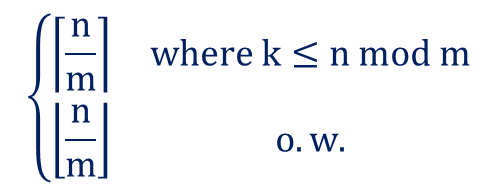 ⌈n/m⌉ where k ≤ n mod m
⌊n/m⌋ o. w.